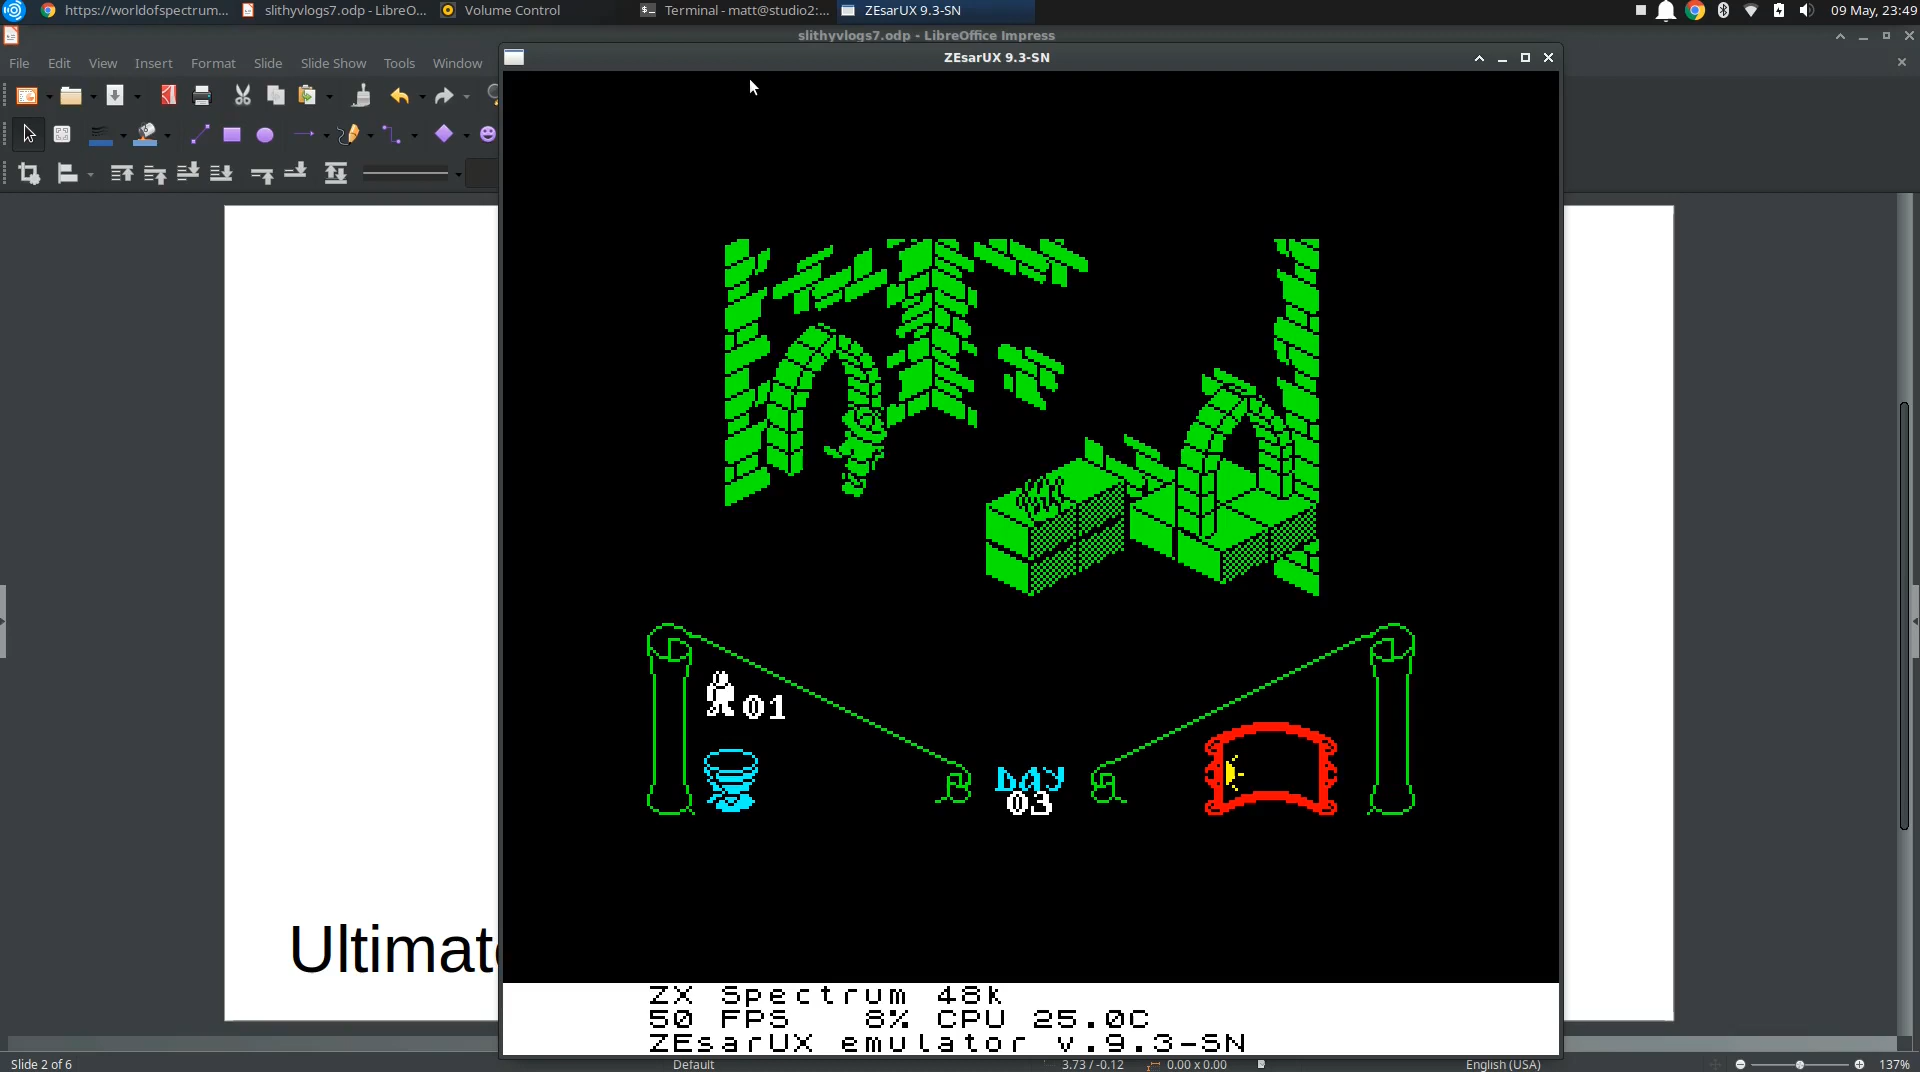 https://worldofspectrum...
slithyvlogs7.odp - LibreO...
Volume Control
Terminal - matt@studio2:...
ZEsarUX 9.3-SN
09 May, 23:49
slithyvlogs7.odp - LibreOffice Impress
File Edit View Insert Format Slide Slide Show Tools Window
ZEsarUX 9.3-SN
01
DAY
03
Ultimat
ZX Spectrum 48k
50 FPS 8% CPU 25.0C
ZEsarUX emulator v.9.3-SN
Slide 2 of 6
Default
3.73 / -0.12
0.00 x 0.00
English (USA)
137%